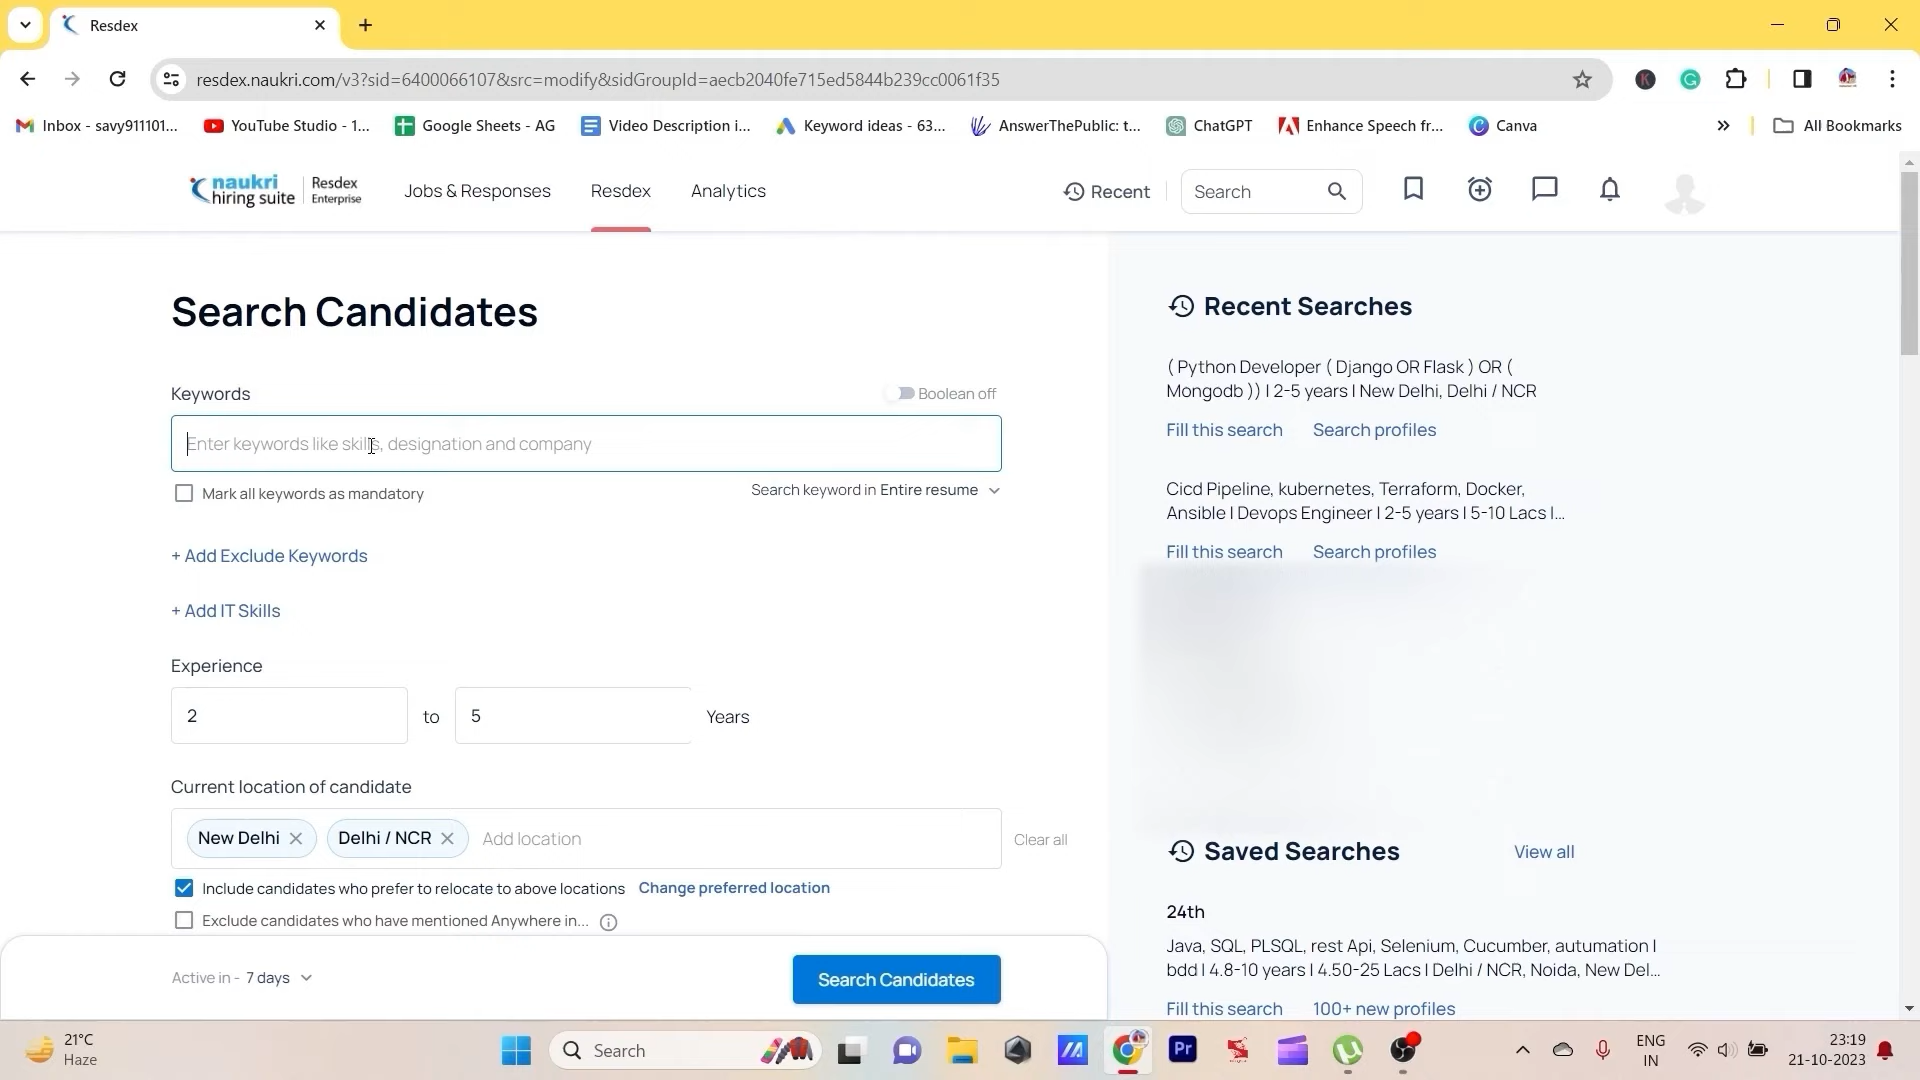 Resdex
resdex.naukri.com/v3?sid=6400066107&src=modify&sidGroupId=aecb2040fe715ed5844b239cc0061f35
Inbox - savy911101... YouTube Studio - 1... Google Sheets - AG Video Description i... Keyword ideas - 63... AnswerThePublic: t... ChatGPT Enhance Speech fr... Canva All Bookmarks
naukri hiring suite Resdex Enterprise Jobs & Responses Resdex Analytics Recent Search
Search Candidates
Keywords Boolean off
Enter keywords like skills, designation and company
Mark all keywords as mandatory Search keyword in Entire resume
+ Add Exclude Keywords
+ Add IT Skills
Experience
2 to 5 Years
Current location of candidate
New Delhi Delhi / NCR Add location Clear all
Include candidates who prefer to relocate to above locations Change preferred location
Exclude candidates who have mentioned Anywhere in...
Active in - 7 days Search Candidates
Recent Searches
( Python Developer ( Django OR Flask ) OR (
Mongodb )) | 2-5 years | New Delhi, Delhi / NCR
Fill this search Search profiles
Cicd Pipeline, kubernetes, Terraform, Docker,
Ansible | Devops Engineer | 2-5 years | 5-10 Lacs |...
Fill this search Search profiles
Saved Searches View all
24th
Java, SQL, PLSQL, rest Api, Selenium, Cucumber, autumation |
bdd | 4.8-10 years | 4.50-25 Lacs | Delhi / NCR, Noida, New Del...
Fill this search 100+ new profiles
21°C
Haze
Search
Pr
ENG
IN
23:19
21-10-2023